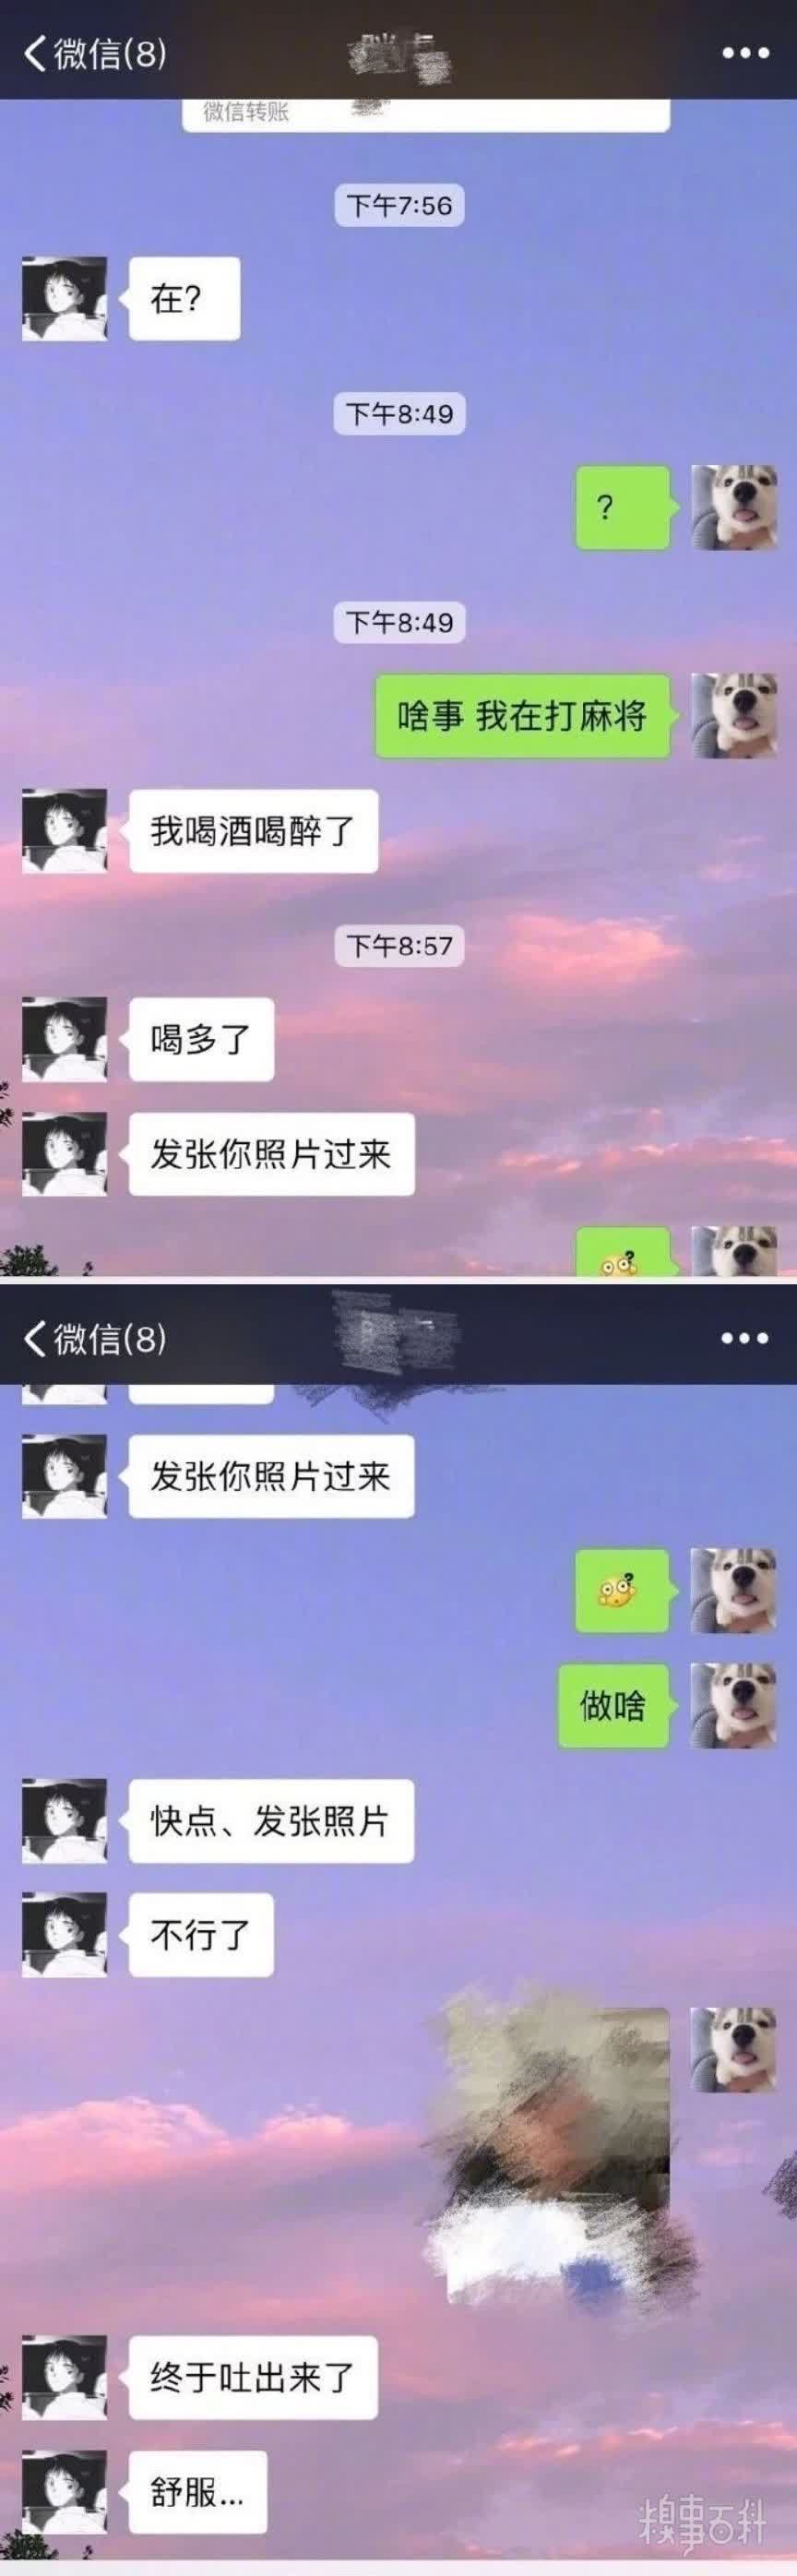 微信(8)
微信转账
下午7:56
在?
下午8:49
?
下午8:49
啥事 我在打麻将
我喝酒喝醉了
下午8:57
喝多了
发张你照片过来
微信(8)
发张你照片过来
做啥
快点、发张照片
不行了
终于吐出来了
舒服...
糗事百科